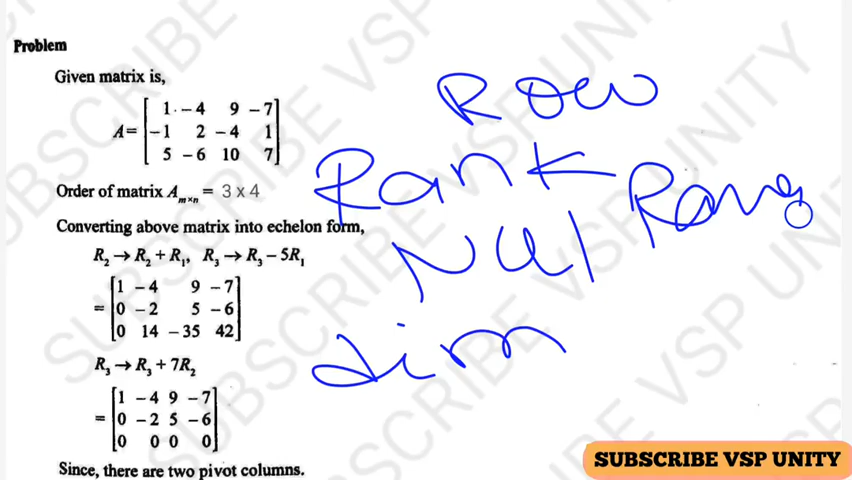 Problem
Given matrix is,
A = [ 1 - 4 9 - 7
- 1 2 - 4 1
5 - 6 10 7 ]
Order of matrix A m×n = 3 x 4
Converting above matrix into echelon form,
R2 → R2 + R1, R3 → R3 − 5R1
= [ 1 - 4 9 - 7
0 - 2 5 - 6
0 14 - 35 42 ]
R3 → R3 + 7R2
= [ 1 - 4 9 - 7
0 - 2 5 - 6
0 0 0 0 ]
Since, there are two pivot columns.
Row
Rank
Nul
dim
SUBSCRIBE VSP UNITY